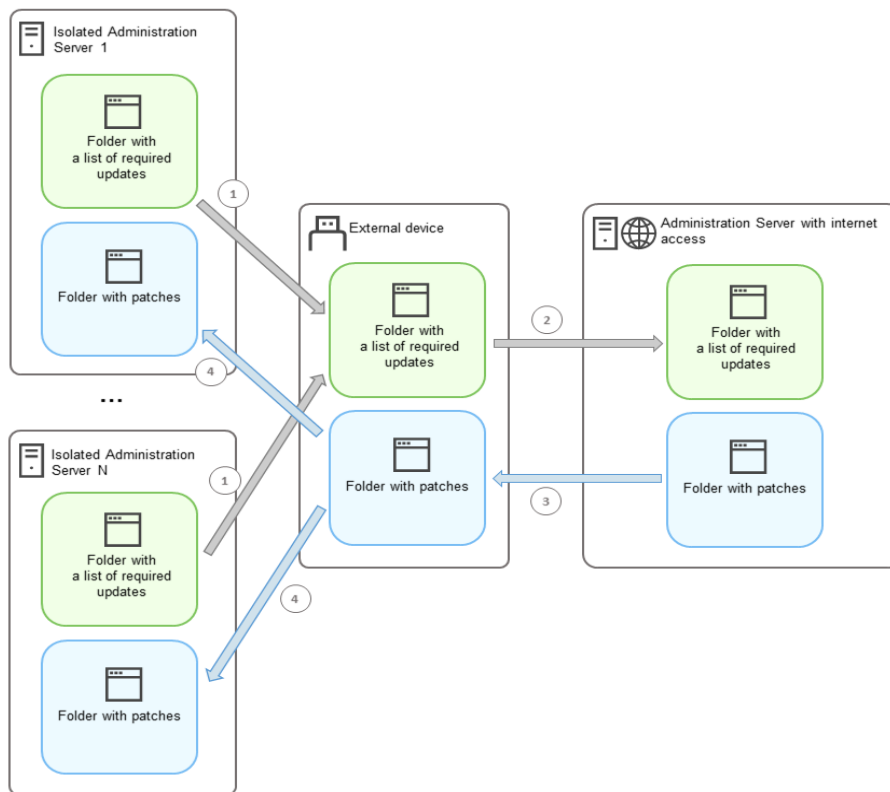 Isolated Administration
Server 1
Folder with
a list of required
updates
Folder with patches
1
4
...
Isolated Administration
Server N
Folder with
a list of required
updates
Folder with patches
1
4
External device
Folder with
a list of required
updates
Folder with patches
2
3
Administration Server with internet
access
Folder with
a list of required
updates
Folder with patches